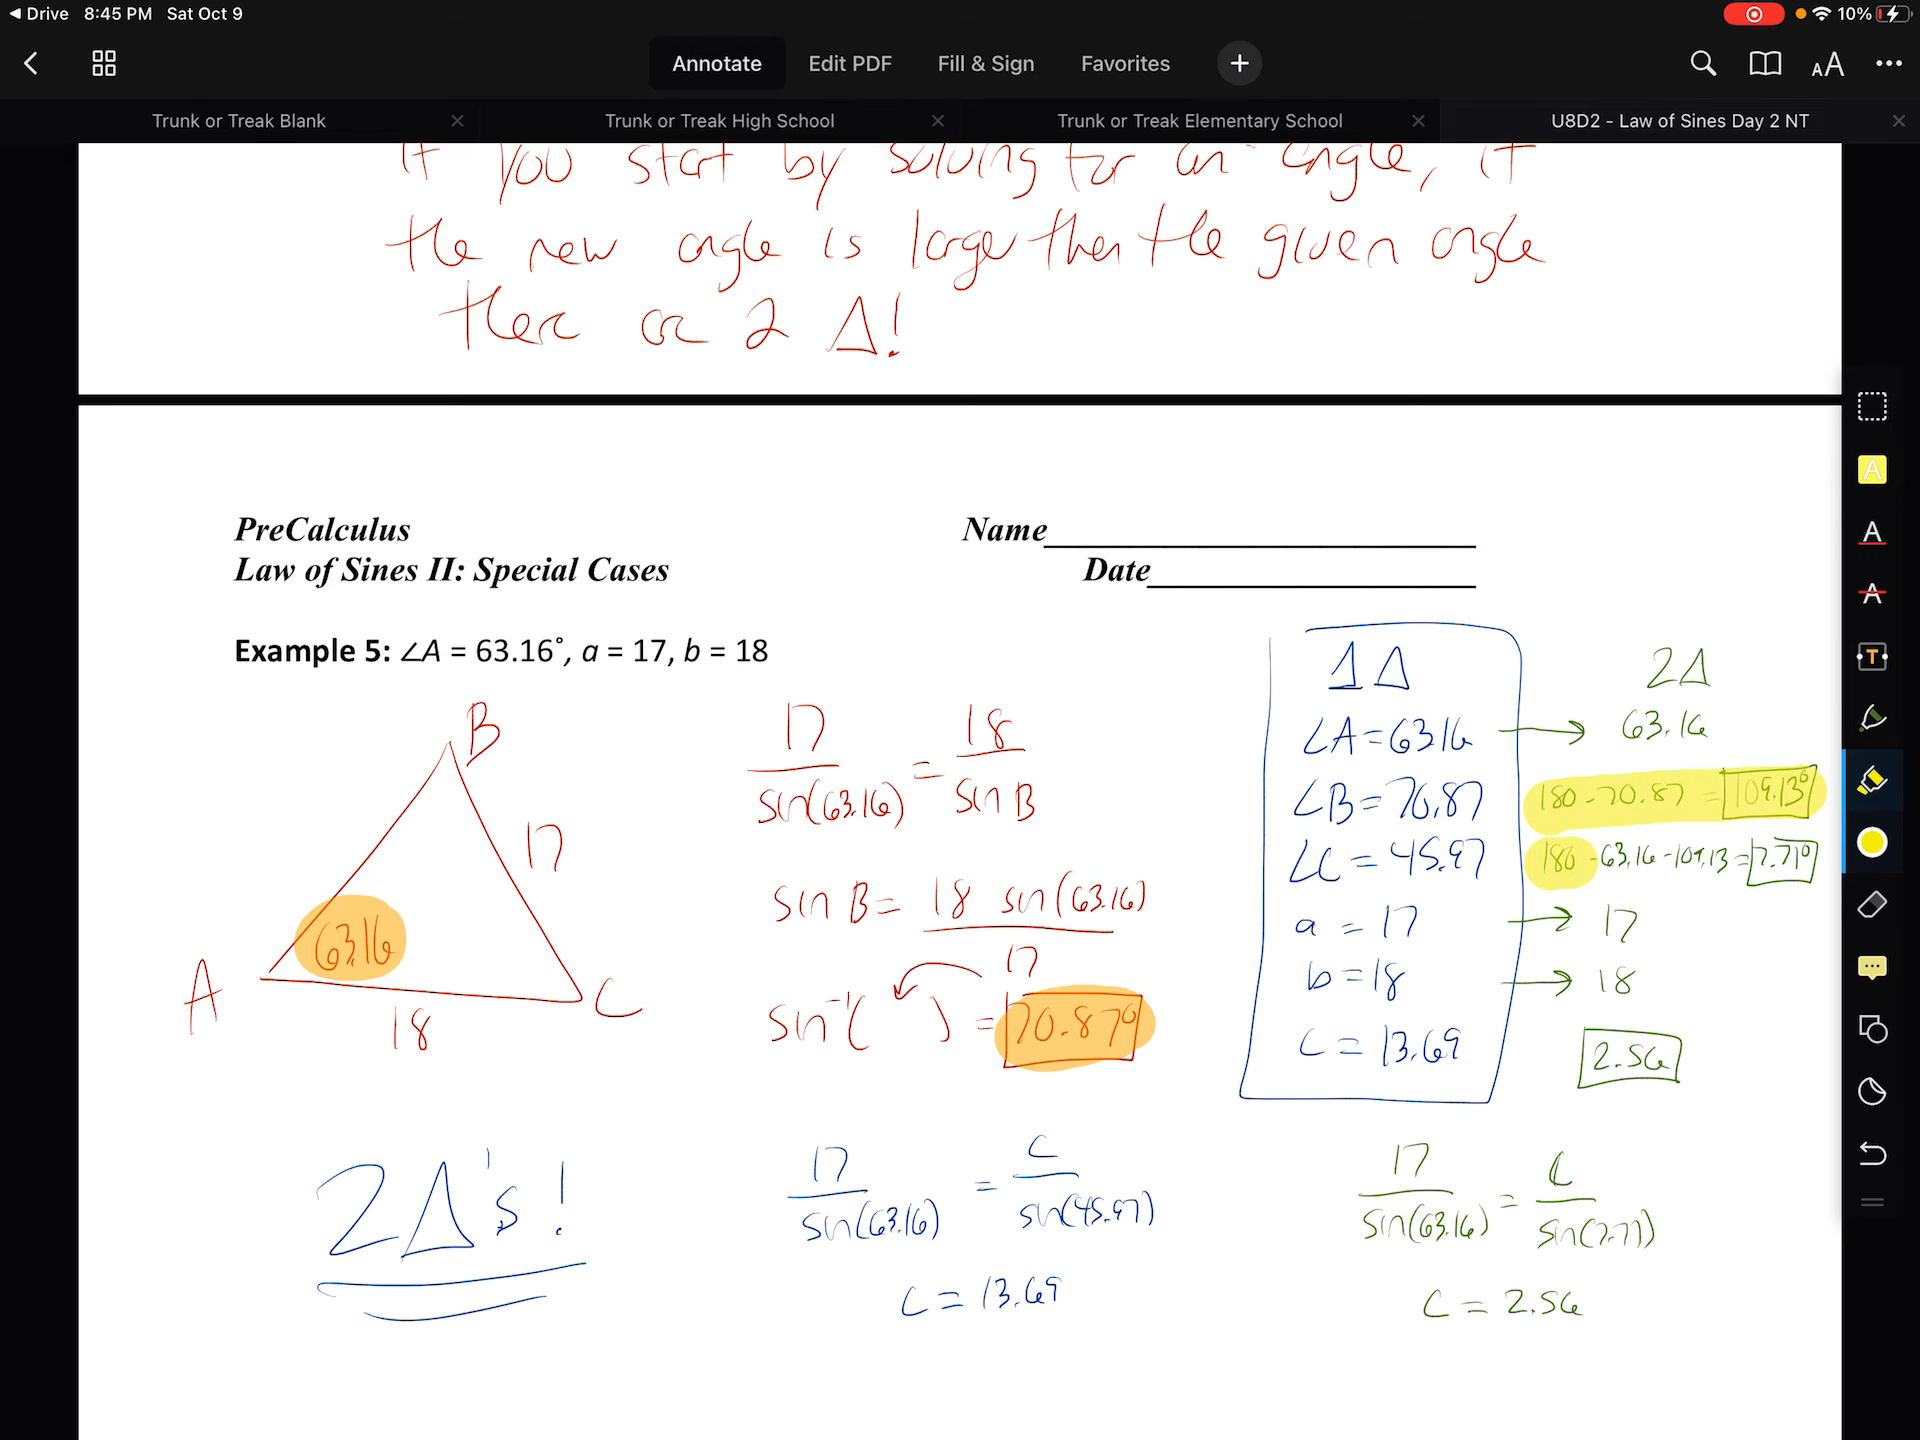 Drive 8:45 PM Sat Oct 9 10%
Annotate Edit PDF Fill & Sign Favorites
Trunk or Treak Blank Trunk or Treak High School Trunk or Treak Elementary School U8D2 - Law of Sines Day 2 NT
If you start by solving for an angle, if
the new angle is larger then the given angle
there are 2 Δ!
PreCalculus Name
Law of Sines II: Special Cases Date
Example 5: ∠A = 63.16°, a = 17, b = 18
B
17
63.16
A
C
18
17/sin(63.16) = 18/sin B
sin B = 18 sin(63.16)/17
sin⁻¹( ) = 70.87°
1Δ
∠A = 63.16
∠B = 70.87
∠C = 45.97
a = 17
b = 18
c = 13.69
2Δ
63.16
180 - 70.87 = 109.13°
180 - 63.16 - 109.13 = 7.71°
17
18
2.56
2Δ's!
17/sin(63.16) = c/sin(45.97)
c = 13.69
17/sin(63.16) = c/sin(7.71)
c = 2.56